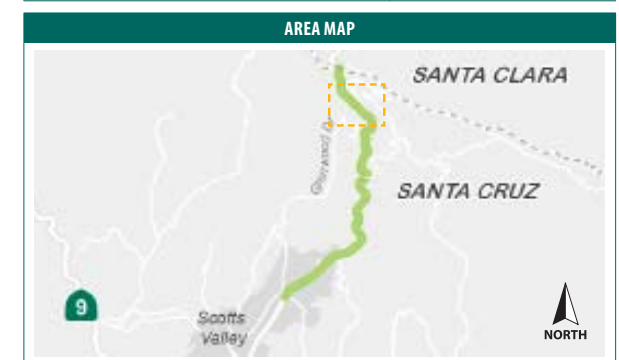 AREA MAP
SANTA CLARA
Glenwood Dr
SANTA CRUZ
9
Scotts
Valley
NORTH